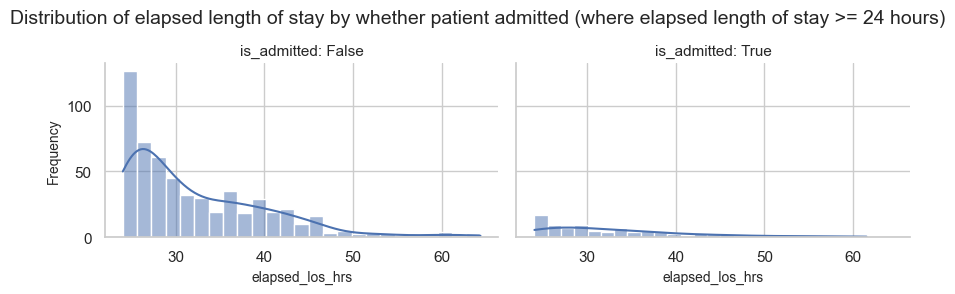 Distribution of elapsed length of stay by whether patient admitted (where elapsed length of stay >= 24 hours)
is_admitted: False
is_admitted: True
Frequency
100
50
0
30
40
50
60
30
40
50
60
elapsed_los_hrs
elapsed_los_hrs